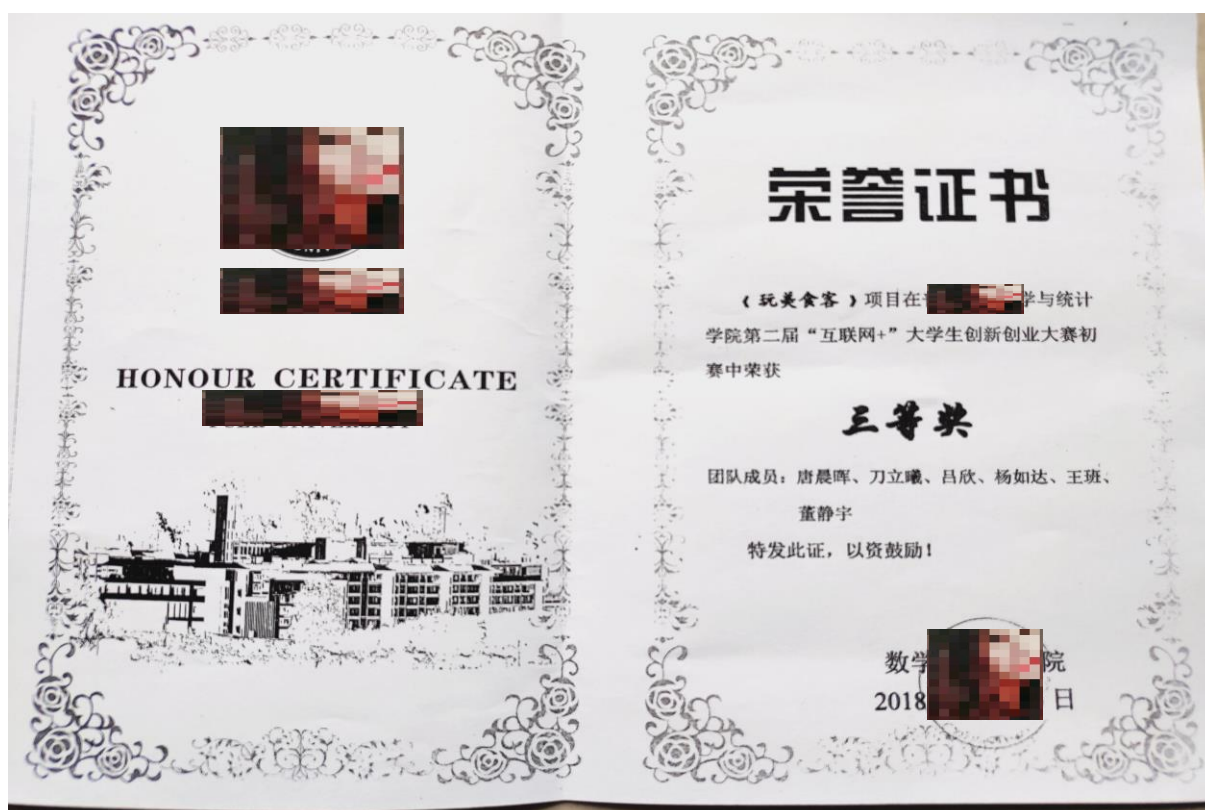 HONOUR CERTIFICATE
荣誉证书
《玩美食客》项目在 学与统计
学院第二届“互联网+”大学生创新创业大赛初
赛中荣获
三等奖
团队成员：唐晨晖、刀立曦、吕欣、杨如达、王班、
董静宇
特发此证，以资鼓励！
数学 院
2018 日